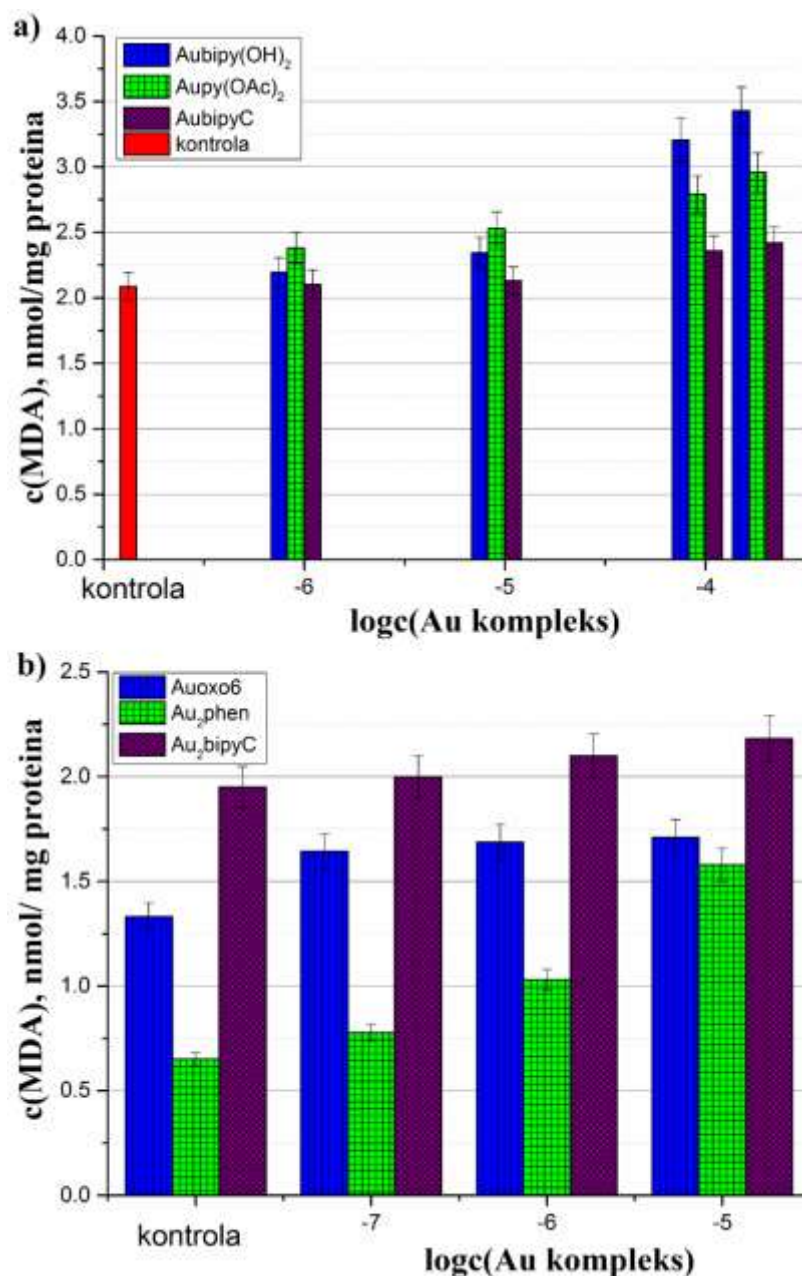 a)
4.0
3.5
3.0
2.5
2.0
1.5
1.0
0.5
0.0
c(MDA), nmol/mg proteina
Aubipy(OH)₂
Aupy(OAc)₂
AubipyC
kontrola
kontrola -6 -5 -4
logc(Au kompleks)
b)
2.5
2.0
1.5
1.0
0.5
0.0
c(MDA), nmol/ mg proteina
Auoxo6
Au₂phen
Au₂bipyC
kontrola -7 -6 -5
logc(Au kompleks)